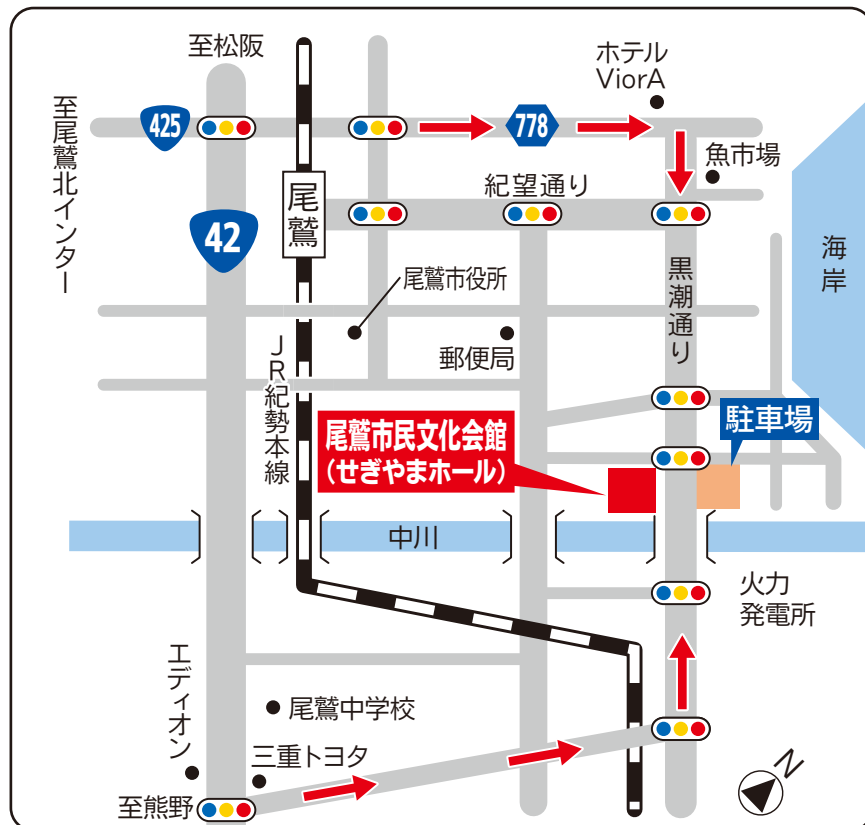 至松阪
ホテル
ViorA
至尾鷲北インター
425
778
魚市場
紀望通り
尾鷲
42
海岸
黒潮通り
尾鷲市役所
郵便局
JR紀勢本線
駐車場
尾鷲市民文化会館
(せぎやまホール)
中川
火力
発電所
エディオン
尾鷲中学校
三重トヨタ
至熊野
N